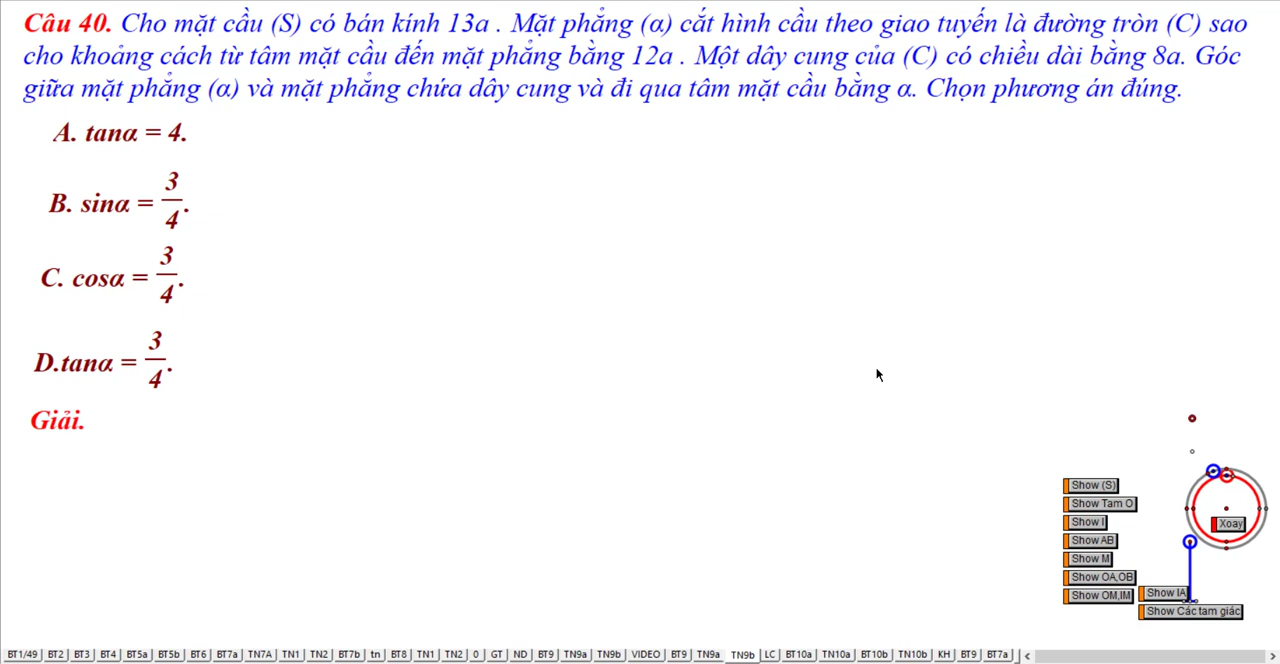 Câu 40. Cho mặt cầu (S) có bán kính 13a . Mặt phẳng (α) cắt hình cầu theo giao tuyến là đường tròn (C) sao
cho khoảng cách từ tâm mặt cầu đến mặt phẳng bằng 12a . Một dây cung của (C) có chiều dài bằng 8a. Góc
giữa mặt phẳng (α) và mặt phẳng chứa dây cung và đi qua tâm mặt cầu bằng α. Chọn phương án đúng.
A. tanα = 4.
B. sinα = 3/4.
C. cosα = 3/4.
D.tanα = 3/4.
Giải.
Show (S)
Show Tam O
Show I
Show AB
Show M
Show OA,OB
Show OM,IM
Show IA
Show Các tam giác
Xoay
BT1/49 BT2 BT3 BT4 BT5a BT5b BT6 BT7a TN7A TN1 TN2 BT7b tn BT8 TN1 TN2 0 GT ND BT9 TN9a TN9b VIDEO BT9 TN9a TN9b LC BT10a TN10a BT10b TN10b KH BT9 BT7a